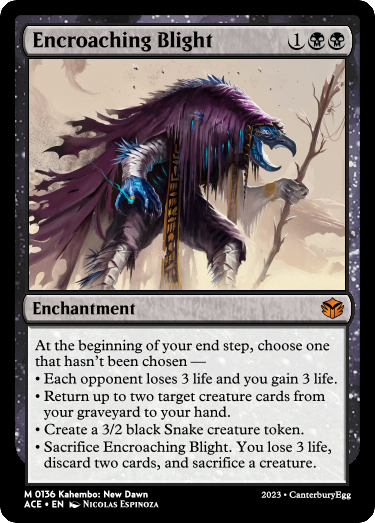 Encroaching Blight 1
Enchantment
At the beginning of your end step, choose one
that hasn't been chosen —
• Each opponent loses 3 life and you gain 3 life.
• Return up to two target creature cards from
your graveyard to your hand.
• Create a 3/2 black Snake creature token.
• Sacrifice Encroaching Blight. You lose 3 life,
discard two cards, and sacrifice a creature.
M 0136 Kahembo: New Dawn
ACE • EN Nicolas Espinoza
2023 • CanterburyEgg